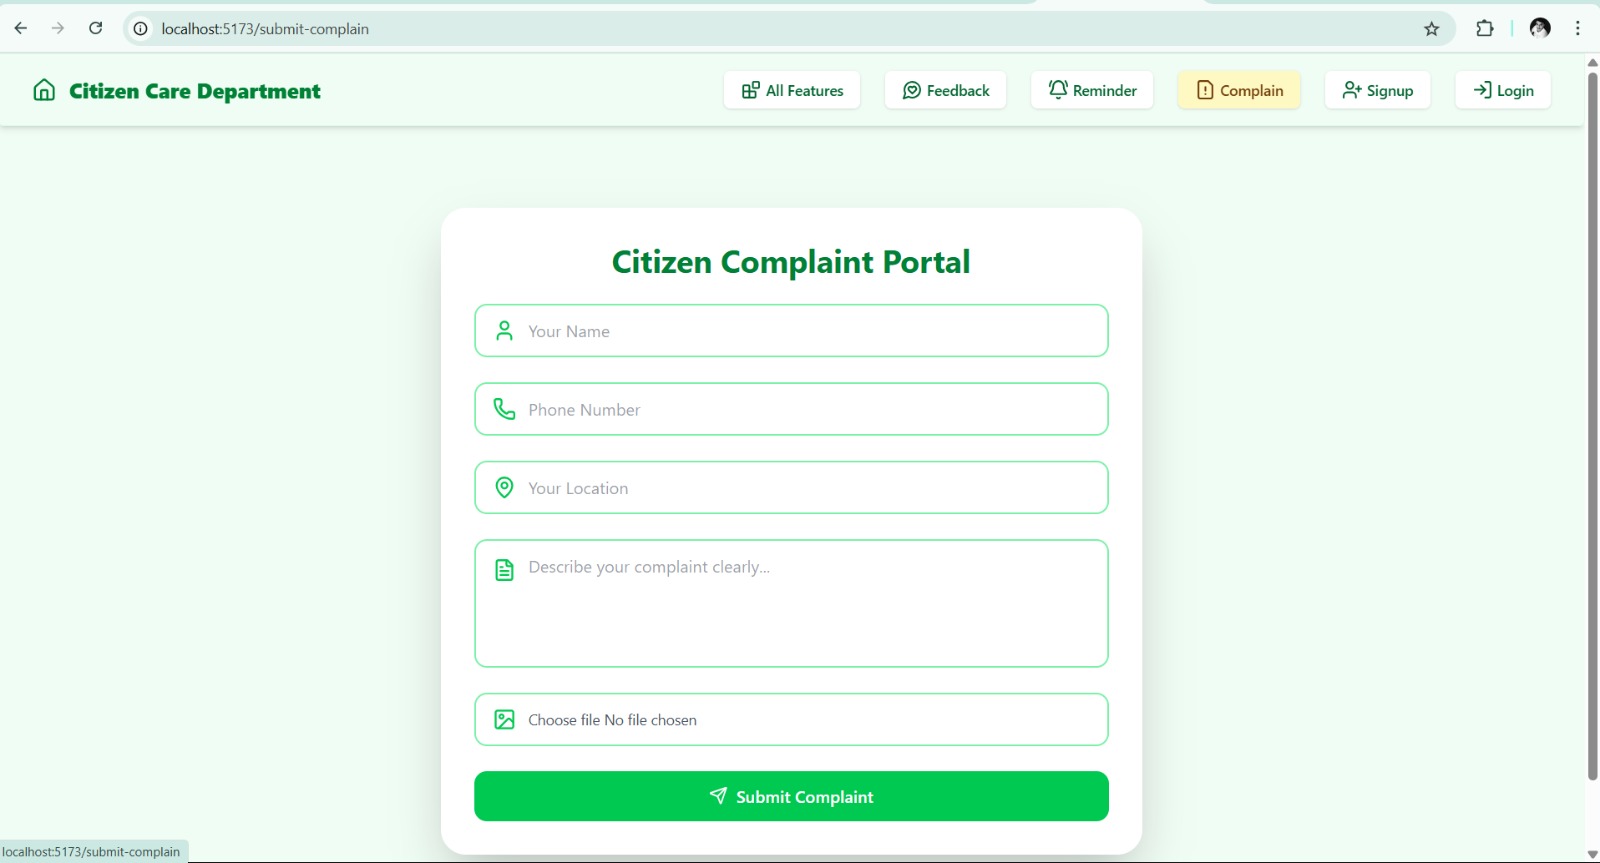 localhost:5173/submit-complain
Citizen Care Department
All Features
Feedback
Reminder
Complain
Signup
Login
Citizen Complaint Portal
Your Name
Phone Number
Your Location
Describe your complaint clearly...
Choose file No file chosen
Submit Complaint
localhost:5173/submit-complain